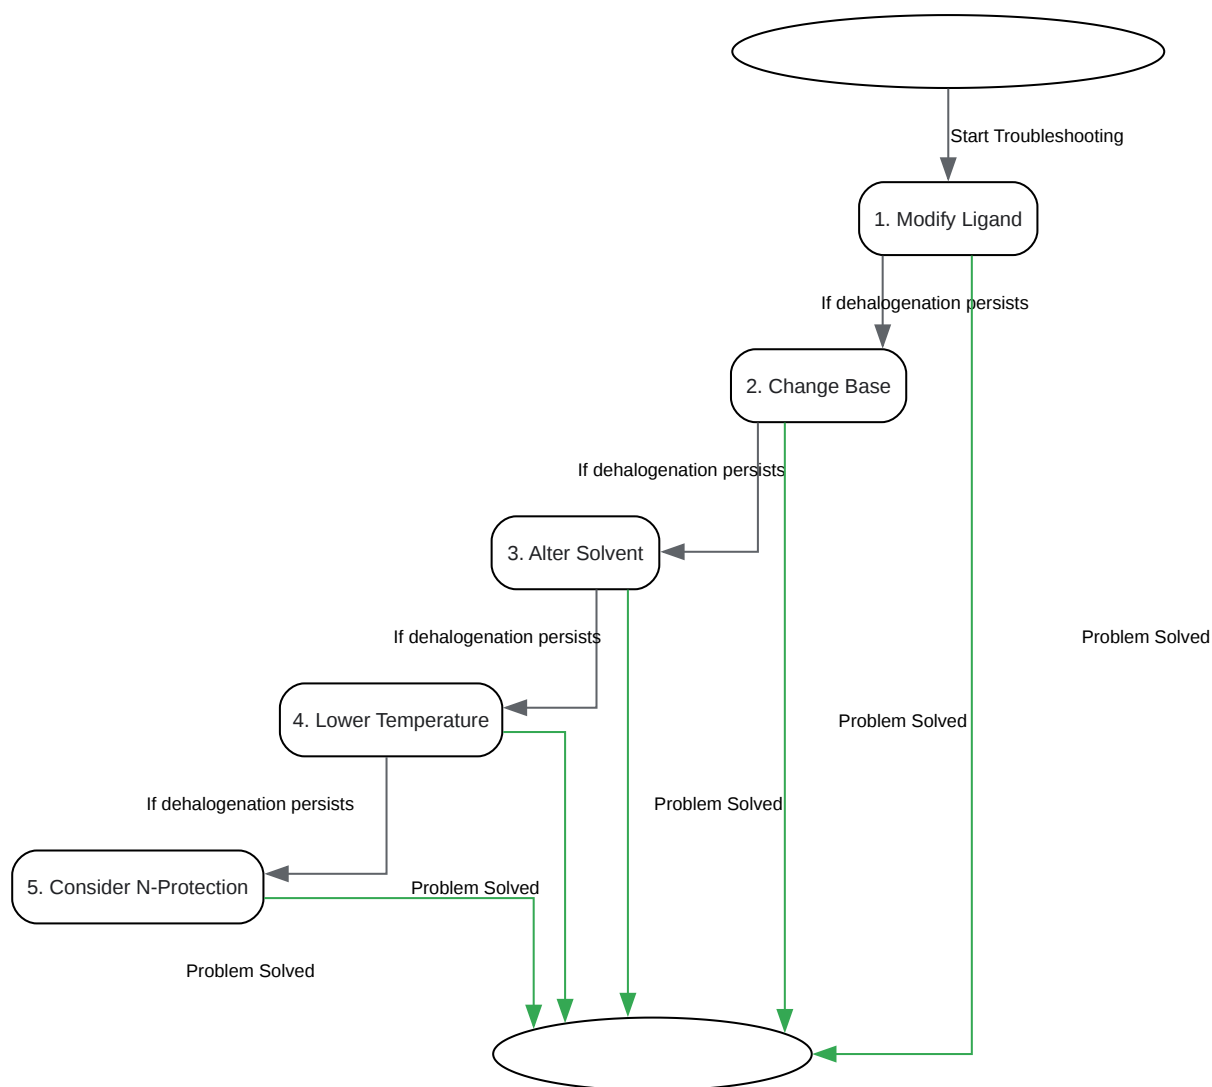 Start Troubleshooting
1. Modify Ligand
If dehalogenation persists
2. Change Base
If dehalogenation persists
3. Alter Solvent
If dehalogenation persists
Problem Solved
4. Lower Temperature
Problem Solved
If dehalogenation persists
Problem Solved
5. Consider N-Protection
Problem Solved
Problem Solved